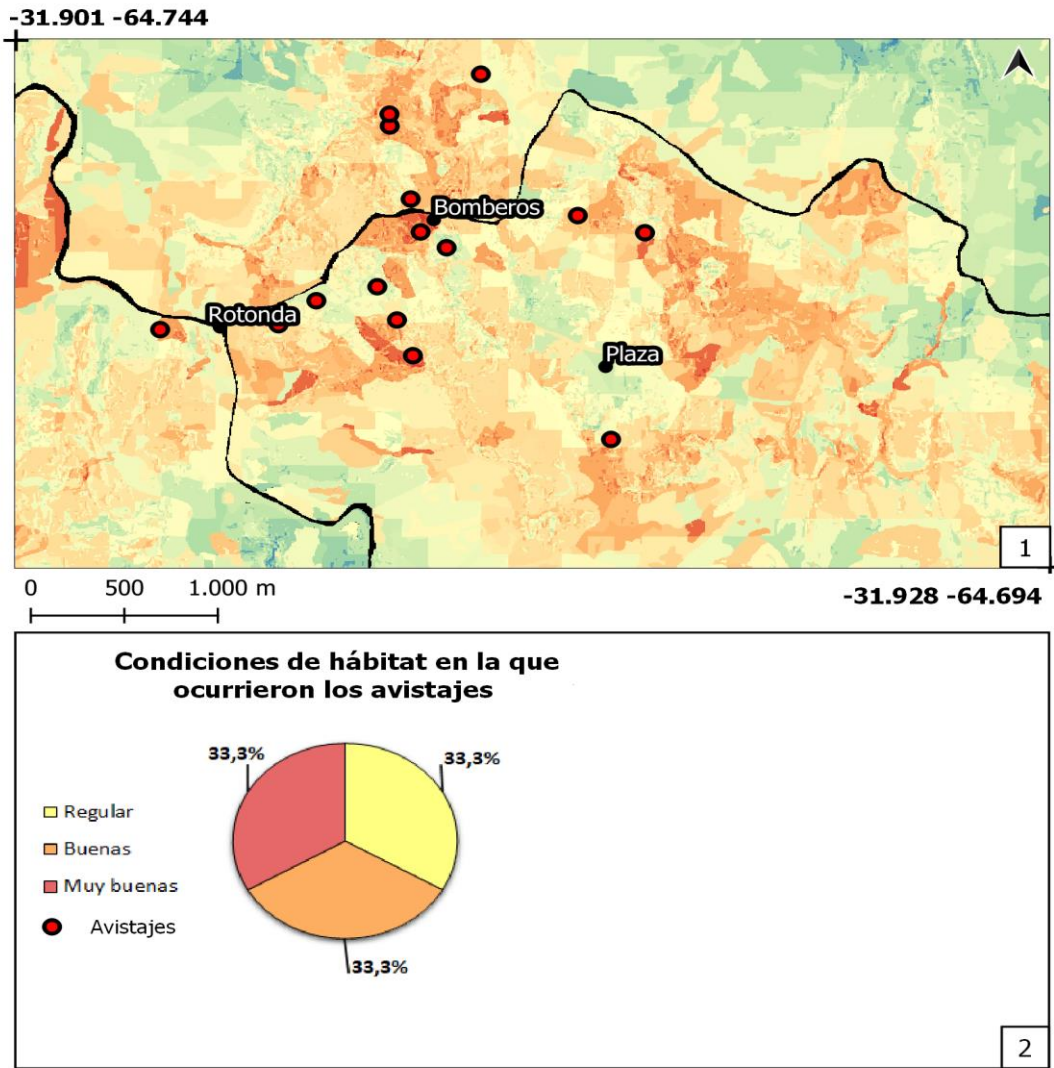 -31.901 -64.744
1
Bomberos
Rotonda
Plaza
0 500 1.000 m
-31.928 -64.694
Condiciones de hábitat en la que
ocurrieron los avistajes
33,3%
33,3%
Regular
Buenas
Muy buenas
Avistajes
33,3%
2